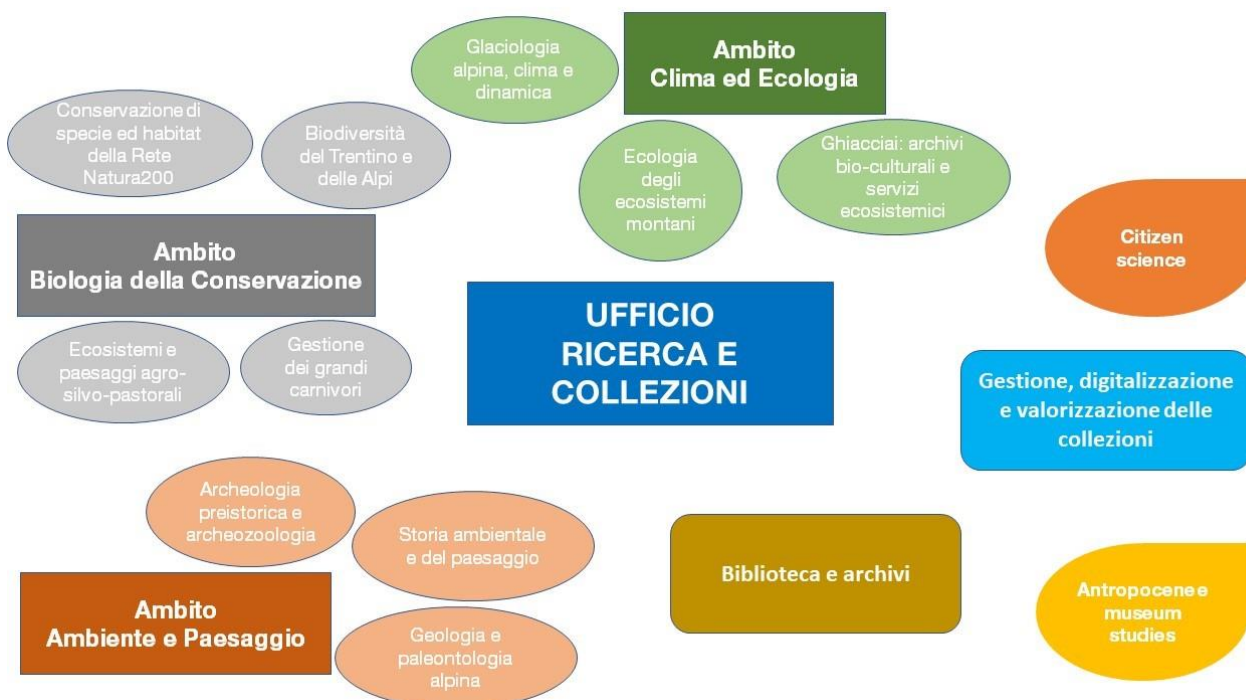 Glaciologia
alpina, clima e
dinamica
Ambito
Clima ed Ecologia
Conservazione di
specie ed habitat
della Rete
Natura200
Biodiversità
del Trentino e
delle Alpi
Ecologia
degli
ecosistemi
montani
Ghiacciai: archivi
bio-culturali e
servizi
ecosistemici
Ambito
Biologia della Conservazione
Citizen
science
UFFICIO
RICERCA E
COLLEZIONI
Ecosistemi e
paesaggi agro-
silvo-pastorali
Gestione
dei grandi
carnivori
Gestione, digitalizzazione
e valorizzazione delle
collezioni
Archeologia
preistorica e
archeozoologia
Storia ambientale
e del paesaggio
Biblioteca e archivi
Ambito
Ambiente e Paesaggio
Geologia e
paleontologia
alpina
Antropocene e
museum
studies